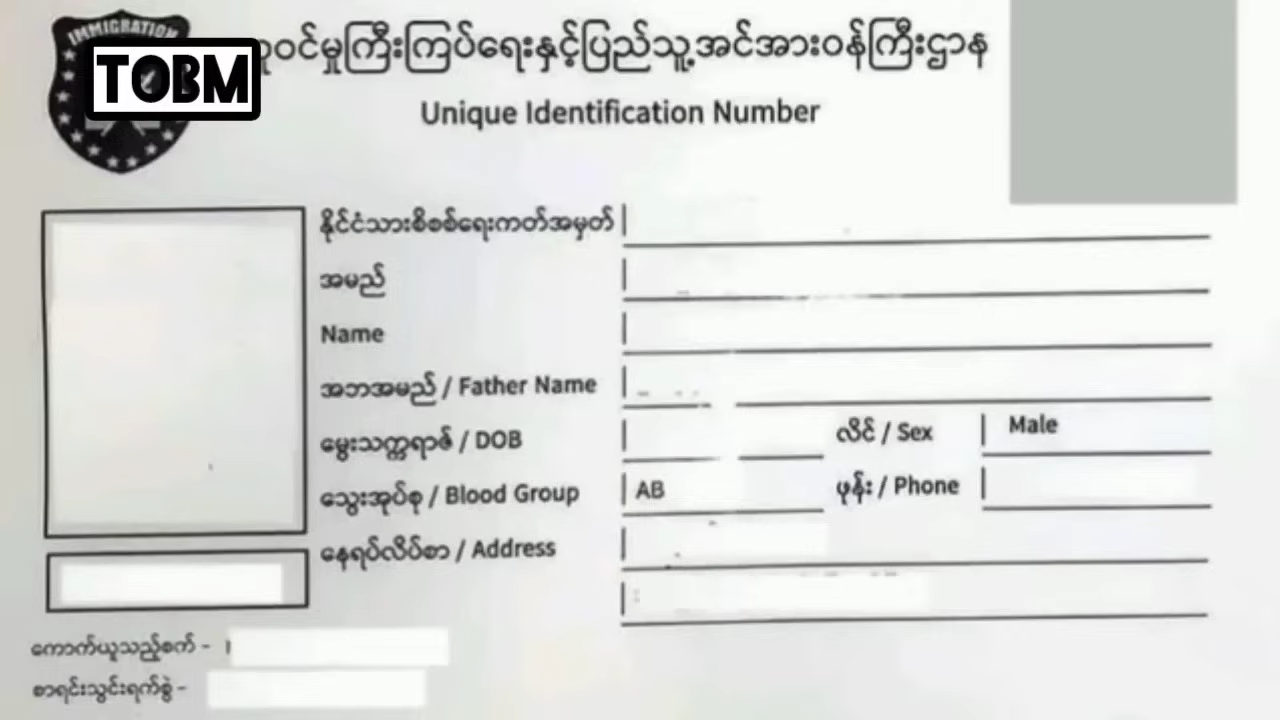 IMMIGRATION
TOBM
ဝင်မှုကြီးကြပ်ရေးနှင့်ပြည်သူ့အင်အားဝန်ကြီးဌာန
Unique Identification Number
နိုင်ငံသားစိစစ်ရေးကတ်အမှတ်
အမည်
Name
အဘအမည် / Father Name
မွေးသက္ကရာဇ် / DOB လိင် / Sex Male
သွေးအုပ်စု / Blood Group AB ဖုန်း / Phone
နေရပ်လိပ်စာ / Address
ကောက်ယူသည့်စက် -
စာရင်းသွင်းရက်စွဲ -